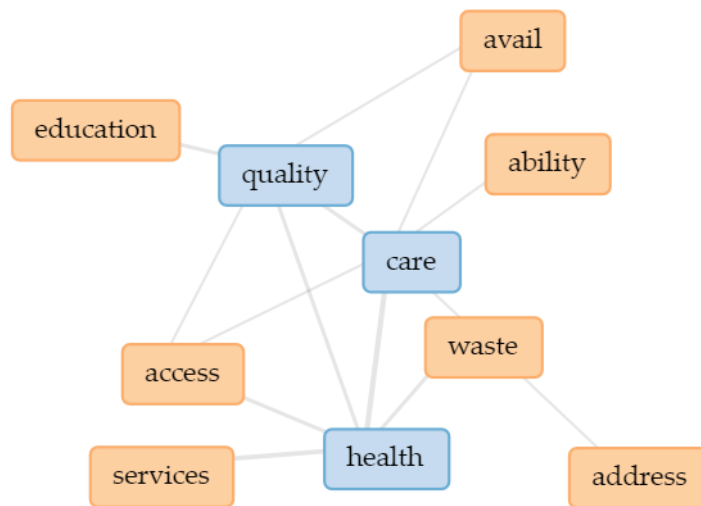 avail
education
quality
ability
care
waste
access
health
services
address